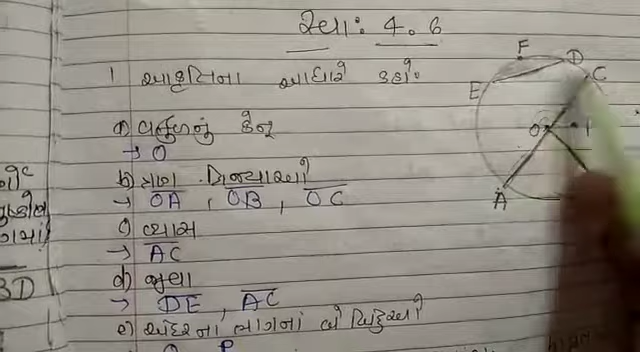 સ્વા: 4.6
1 આકૃતિના આધારે કહો.
a) વર્તુળનું કેન્દ્ર
→ O
b) ત્રણ ત્રિજ્યાઓ
→ OA , OB , OC
c) વ્યાસ
→ AC
d) જીવા
→ DE , AC
e) અંદરના ભાગનાં બે બિંદુઓ
O P
F
D
C
E
O
P
A
BD